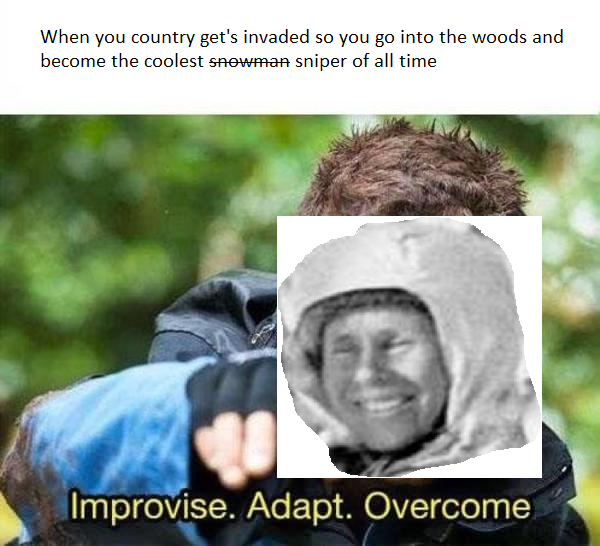 When you country get's invaded so you go into the woods and
become the coolest snowman sniper of all time
Improvise. Adapt. Overcome